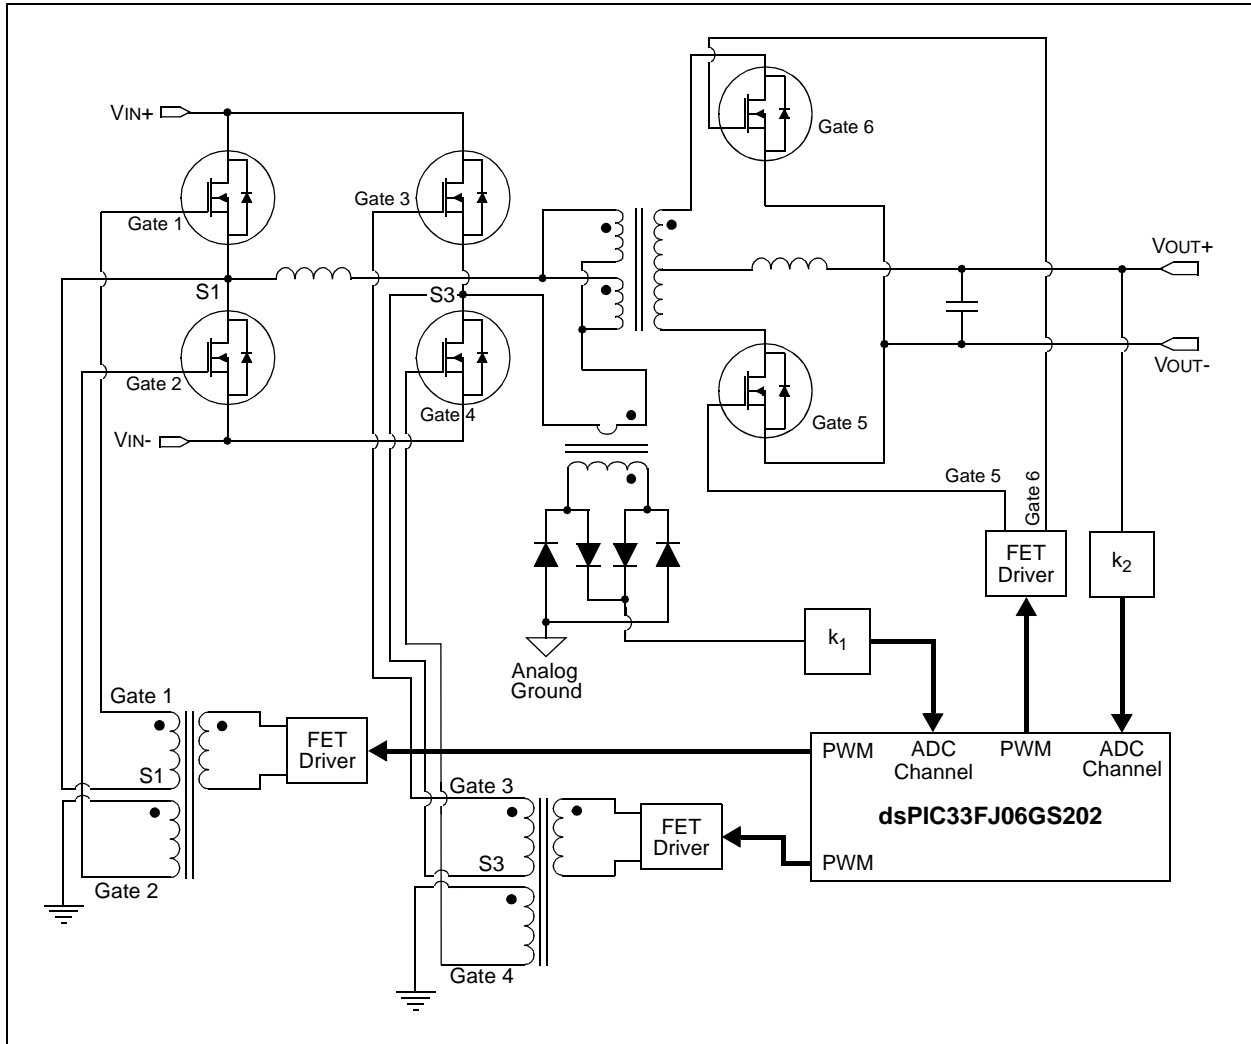 VIN+
Gate 6
Gate 3
Gate 1
VOUT+
S1
S3
Gate 2
VOUT-
Gate 4
Gate 5
VIN-
Gate 5
Gate 6
FET
Driver
k2
k1
Analog
Ground
Gate 1
FET
Driver
PWM
ADC
Channel
PWM
ADC
Channel
S1
Gate 3
dsPIC33FJ06GS202
FET
Driver
S3
PWM
Gate 2
Gate 4